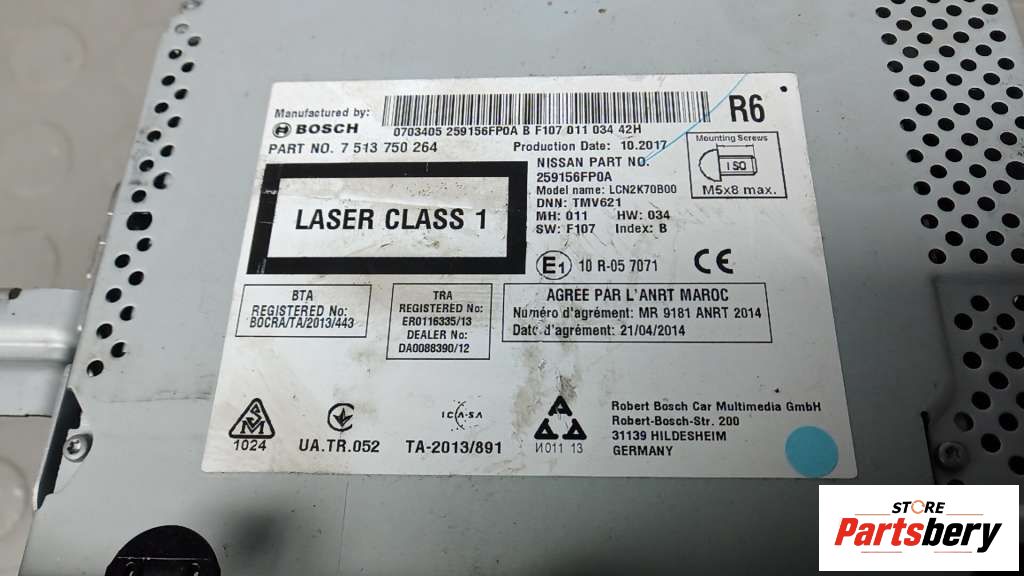 Manufactured by:
BOSCH
0703405 259156FP0A B F107 011 034 42H
R6
PART NO. 7 513 750 264
Production Date: 10.2017
NISSAN PART NO.
259156FP0A
Model name: LCN2K70B00
DNN: TMV621
MH: 011 HW: 034
SW: F107 Index: B
Mounting Screws
ISO
M5x8 max.
LASER CLASS 1
E1 10 R-05 7071
CE
BTA
REGISTERED No:
BOCRA/TA/2013/443
TRA
REGISTERED No:
ER0116335/13
DEALER No:
DA0088390/12
AGREE PAR L'ANRT MAROC
Numéro d'agrément: MR 9181 ANRT 2014
Date d'agrément: 21/04/2014
SM
1024
UA.TR.052
ICASA
TA-2013/891
И011 13
Robert Bosch Car Multimedia GmbH
Robert-Bosch-Str. 200
31139 HILDESHEIM
GERMANY
STORE
Partsbery